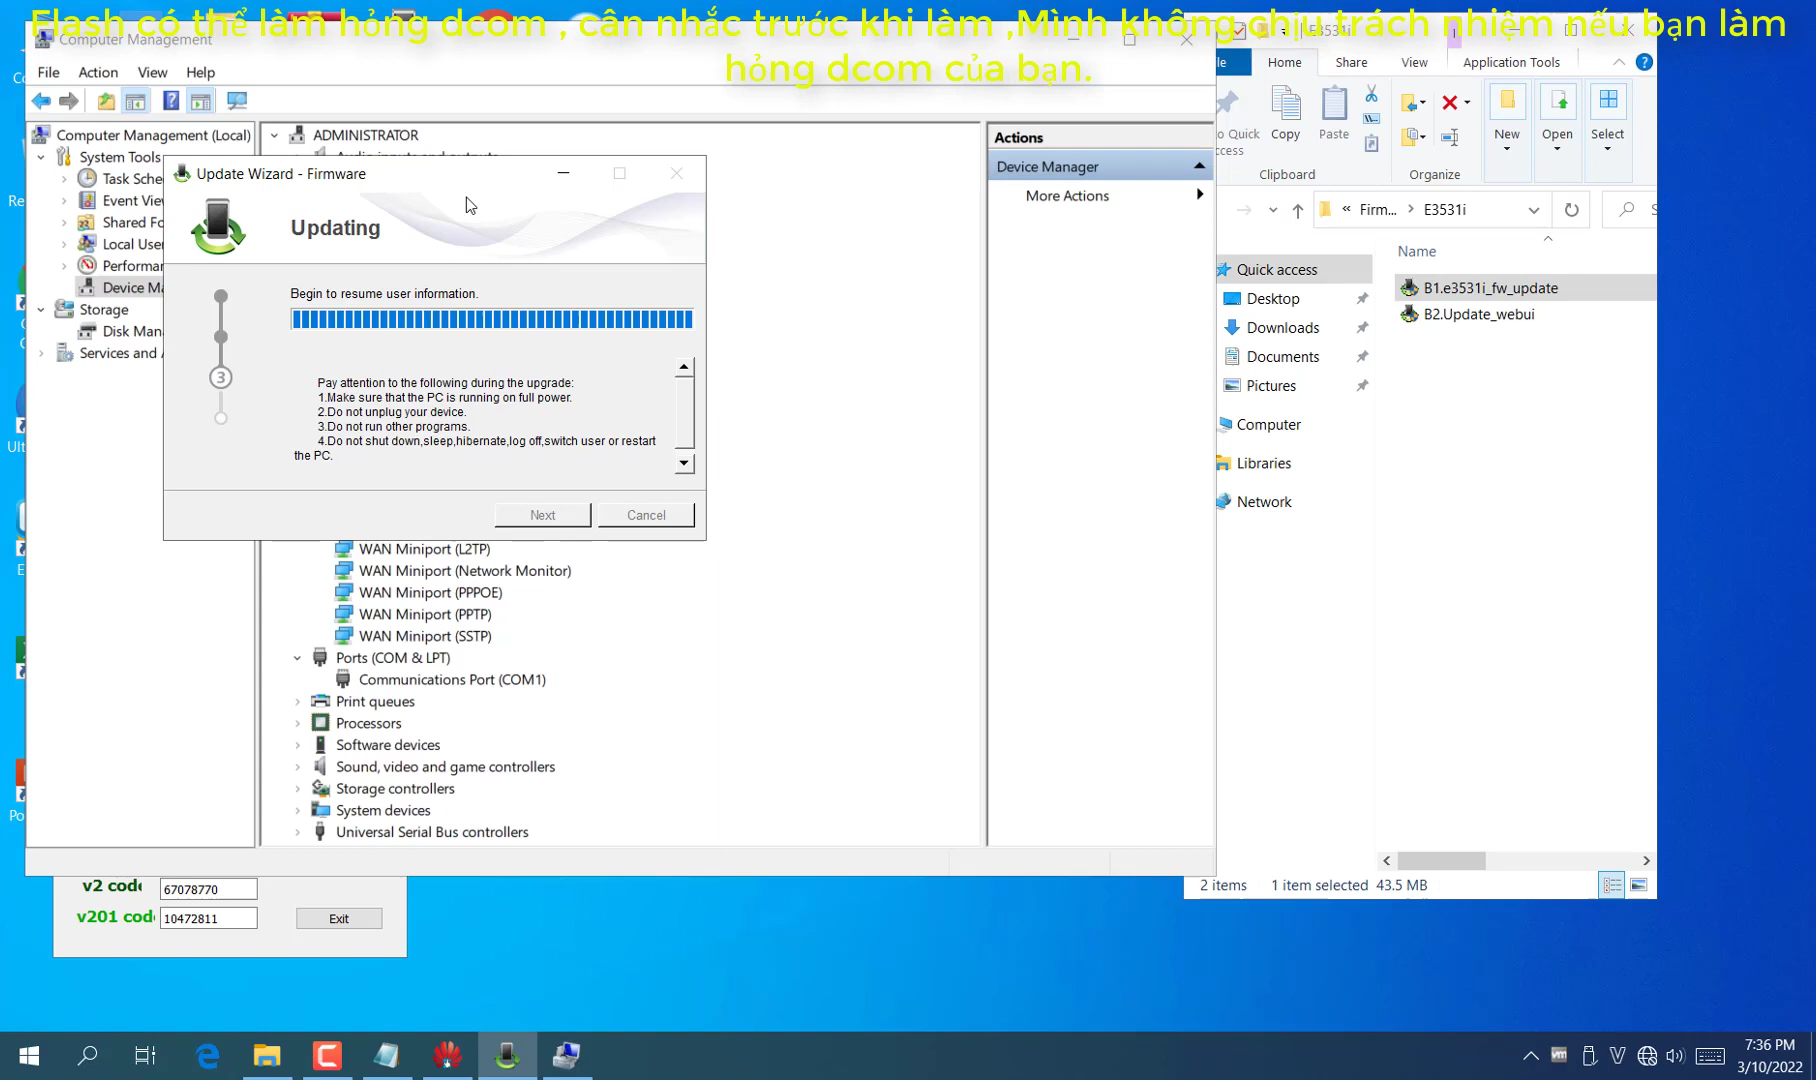 Flash có thể làm hỏng dcom , cân nhắc trước khi làm ,Mình không chịu trách nhiệm nếu bạn làm
hỏng dcom của bạn.
Computer Management
File Action View Help
Computer Management (Local)
System Tools
Task Sche
Event Vie
Shared Fo
Local User
Performa
Device Ma
Storage
Disk Man
Services and A
ADMINISTRATOR
Audio inputs and outputs
Update Wizard - Firmware
Updating
3
Begin to resume user information.
Pay attention to the following during the upgrade:
1.Make sure that the PC is running on full power.
2.Do not unplug your device.
3.Do not run other programs.
4.Do not shut down,sleep,hibernate,log off,switch user or restart
the PC.
Next Cancel
WAN Miniport (L2TP)
WAN Miniport (Network Monitor)
WAN Miniport (PPPOE)
WAN Miniport (PPTP)
WAN Miniport (SSTP)
Ports (COM & LPT)
Communications Port (COM1)
Print queues
Processors
Software devices
Sound, video and game controllers
Storage controllers
System devices
Universal Serial Bus controllers
Actions
Device Manager
More Actions
E3531i
Home Share View Application Tools
Copy Paste New Open Select
Clipboard Organize
Firm... E3531i
Name
B1.e3531i_fw_update
B2.Update_webui
Quick access
Desktop
Downloads
Documents
Pictures
Computer
Libraries
Network
2 items 1 item selected 43.5 MB
v2 code 67078770
v201 cod 10472811
Exit
7:36 PM
3/10/2022